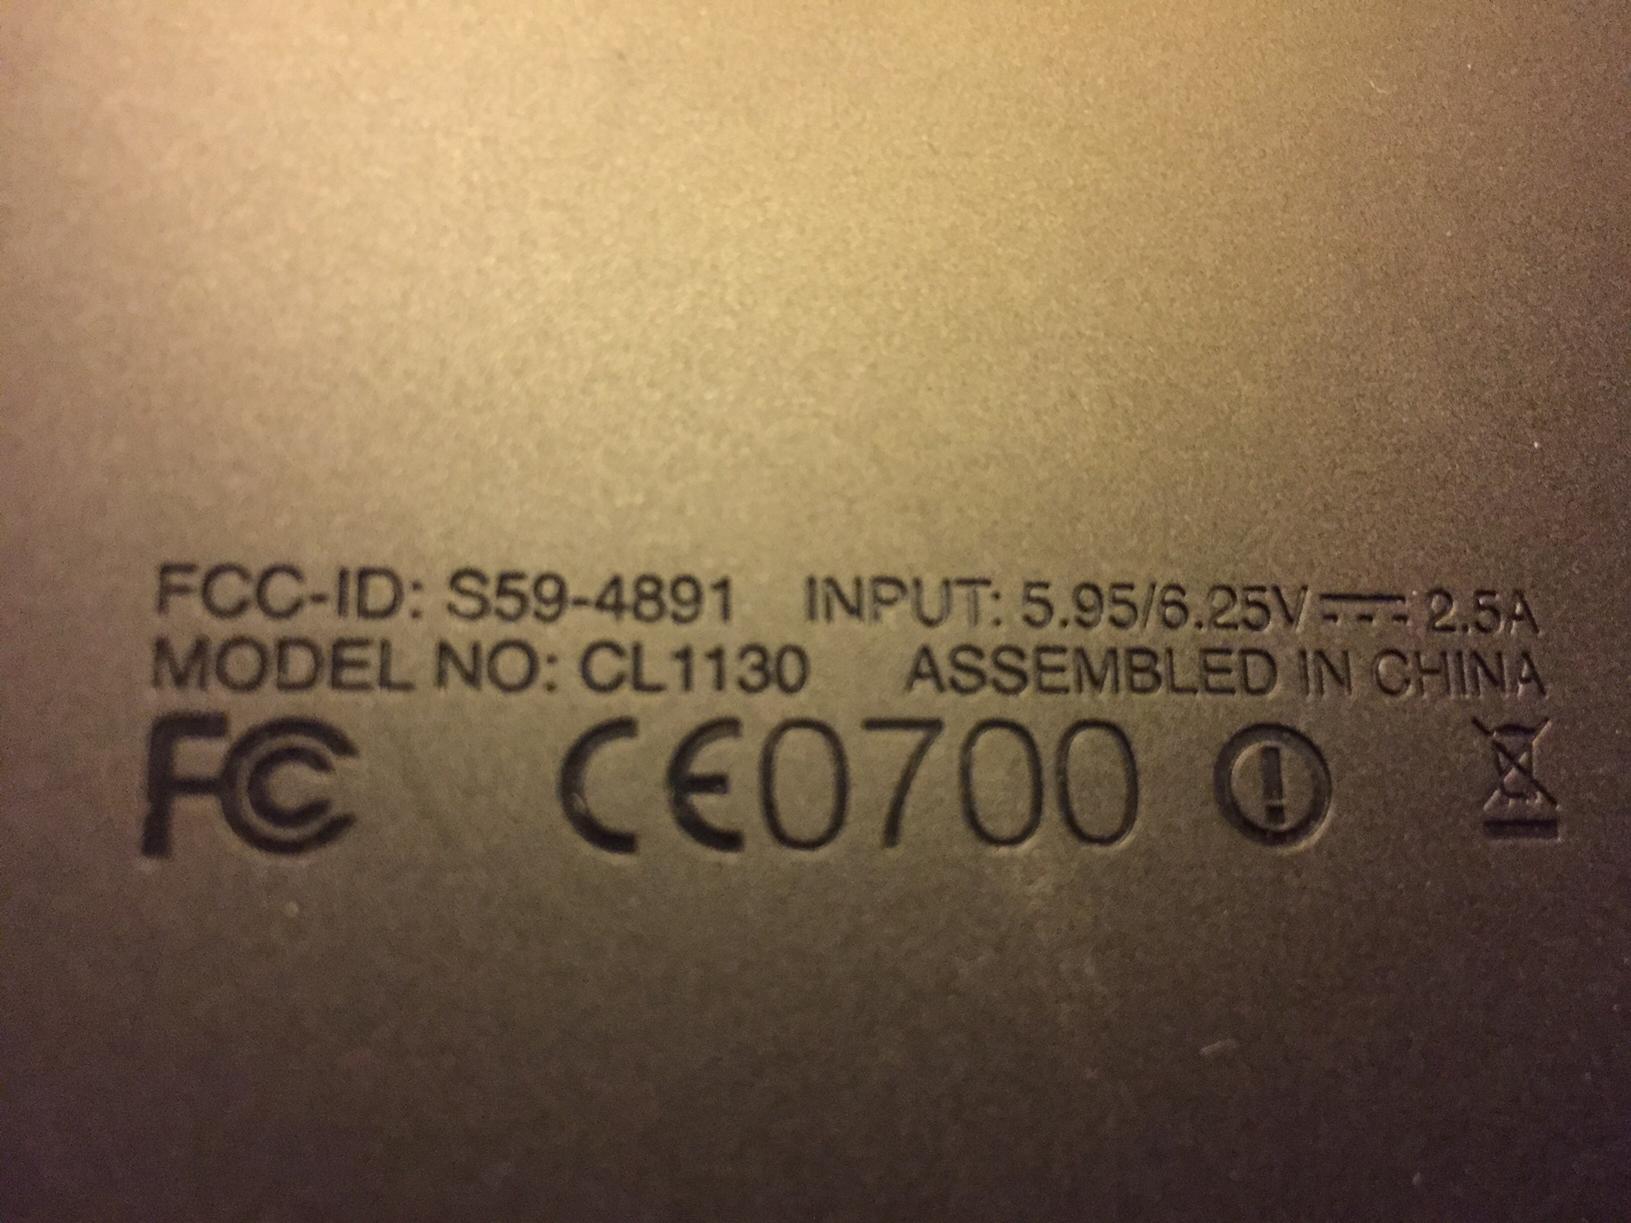 FCC-ID: S59-4891 INPUT: 5.95/6.25V⎓2.5A
MODEL NO: CL1130 ASSEMBLED IN CHINA
FC CE0700 !